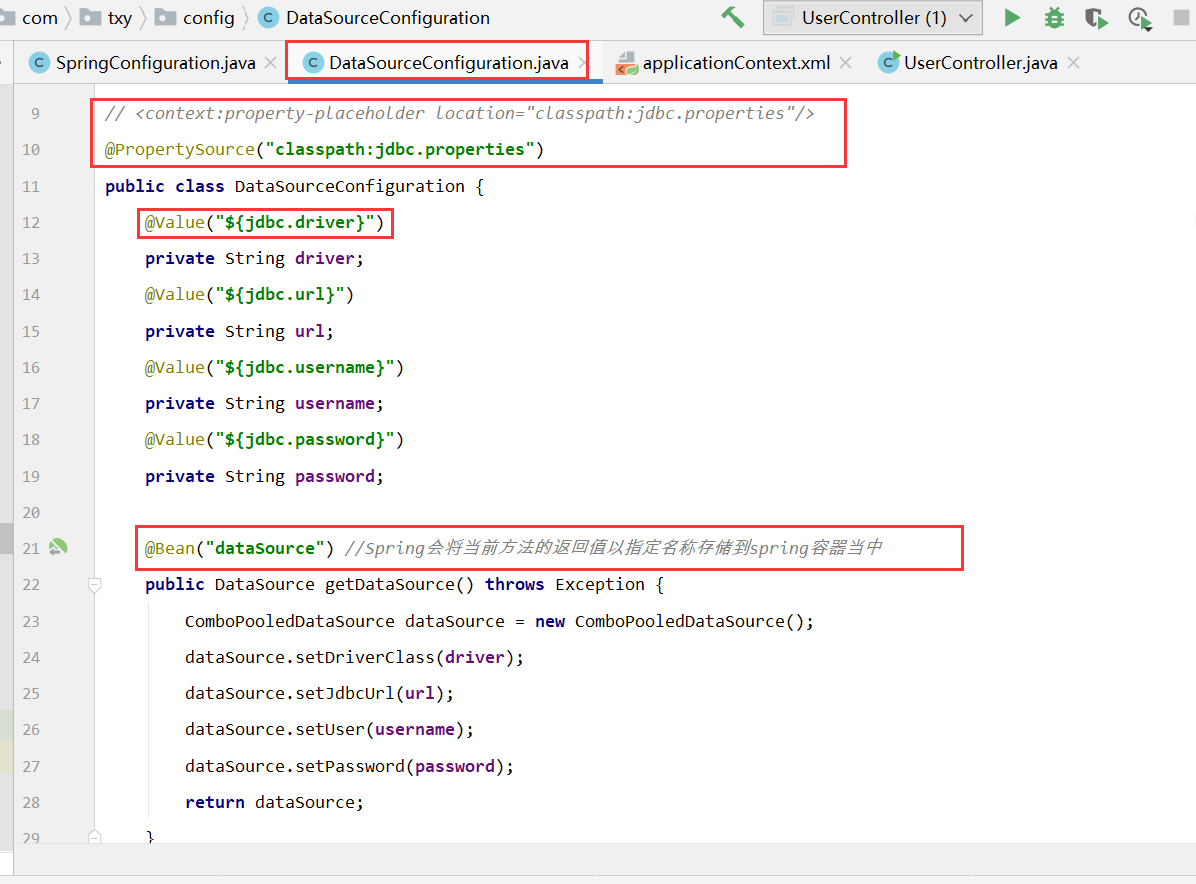 com txy config DataSourceConfiguration UserController (1)
SpringConfiguration.java DataSourceConfiguration.java applicationContext.xml UserController.java
9 // <context:property-placeholder location="classpath:jdbc.properties"/>
10 @PropertySource("classpath:jdbc.properties")
11 public class DataSourceConfiguration {
12 @Value("${jdbc.driver}")
13 private String driver;
14 @Value("${jdbc.url}")
15 private String url;
16 @Value("${jdbc.username}")
17 private String username;
18 @Value("${jdbc.password}")
19 private String password;
20
21 @Bean("dataSource") //Spring会将当前方法的返回值以指定名称存储到spring容器当中
22 public DataSource getDataSource() throws Exception {
23 ComboPooledDataSource dataSource = new ComboPooledDataSource();
24 dataSource.setDriverClass(driver);
25 dataSource.setJdbcUrl(url);
26 dataSource.setUser(username);
27 dataSource.setPassword(password);
28 return dataSource;
29 }